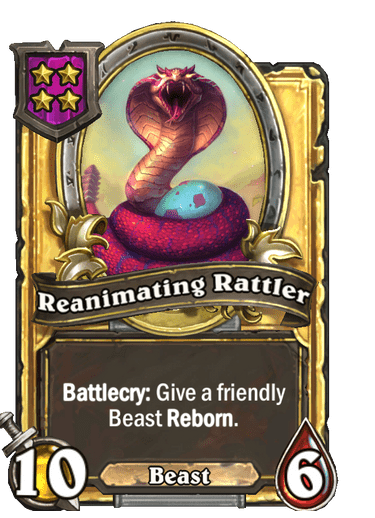 Reanimating Rattler
Battlecry: Give a friendly
Beast Reborn.
10
Beast
6